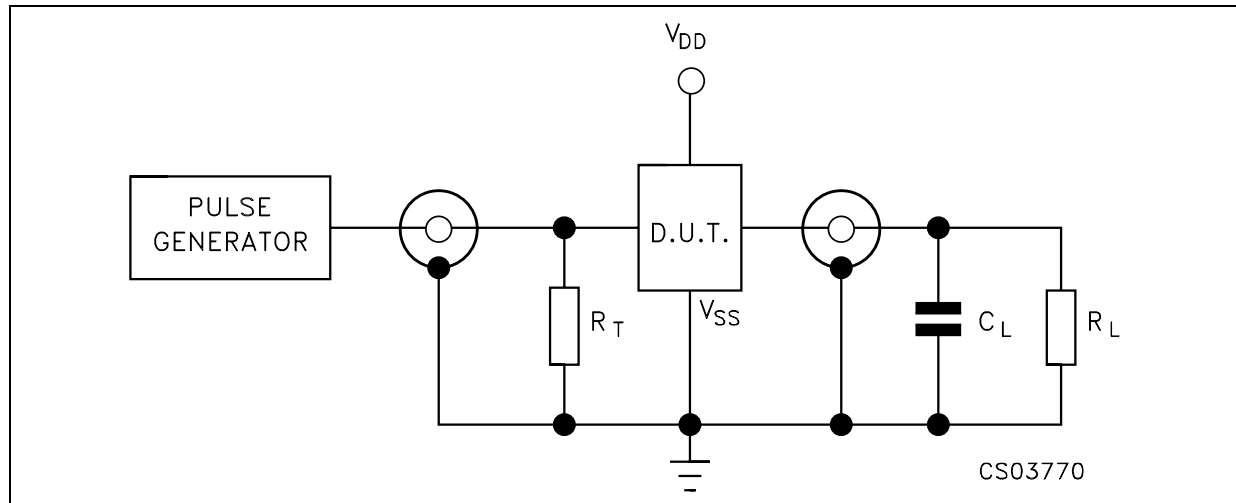 VDD
PULSE
GENERATOR
D.U.T.
VSS
RT
CL
RL
CS03770